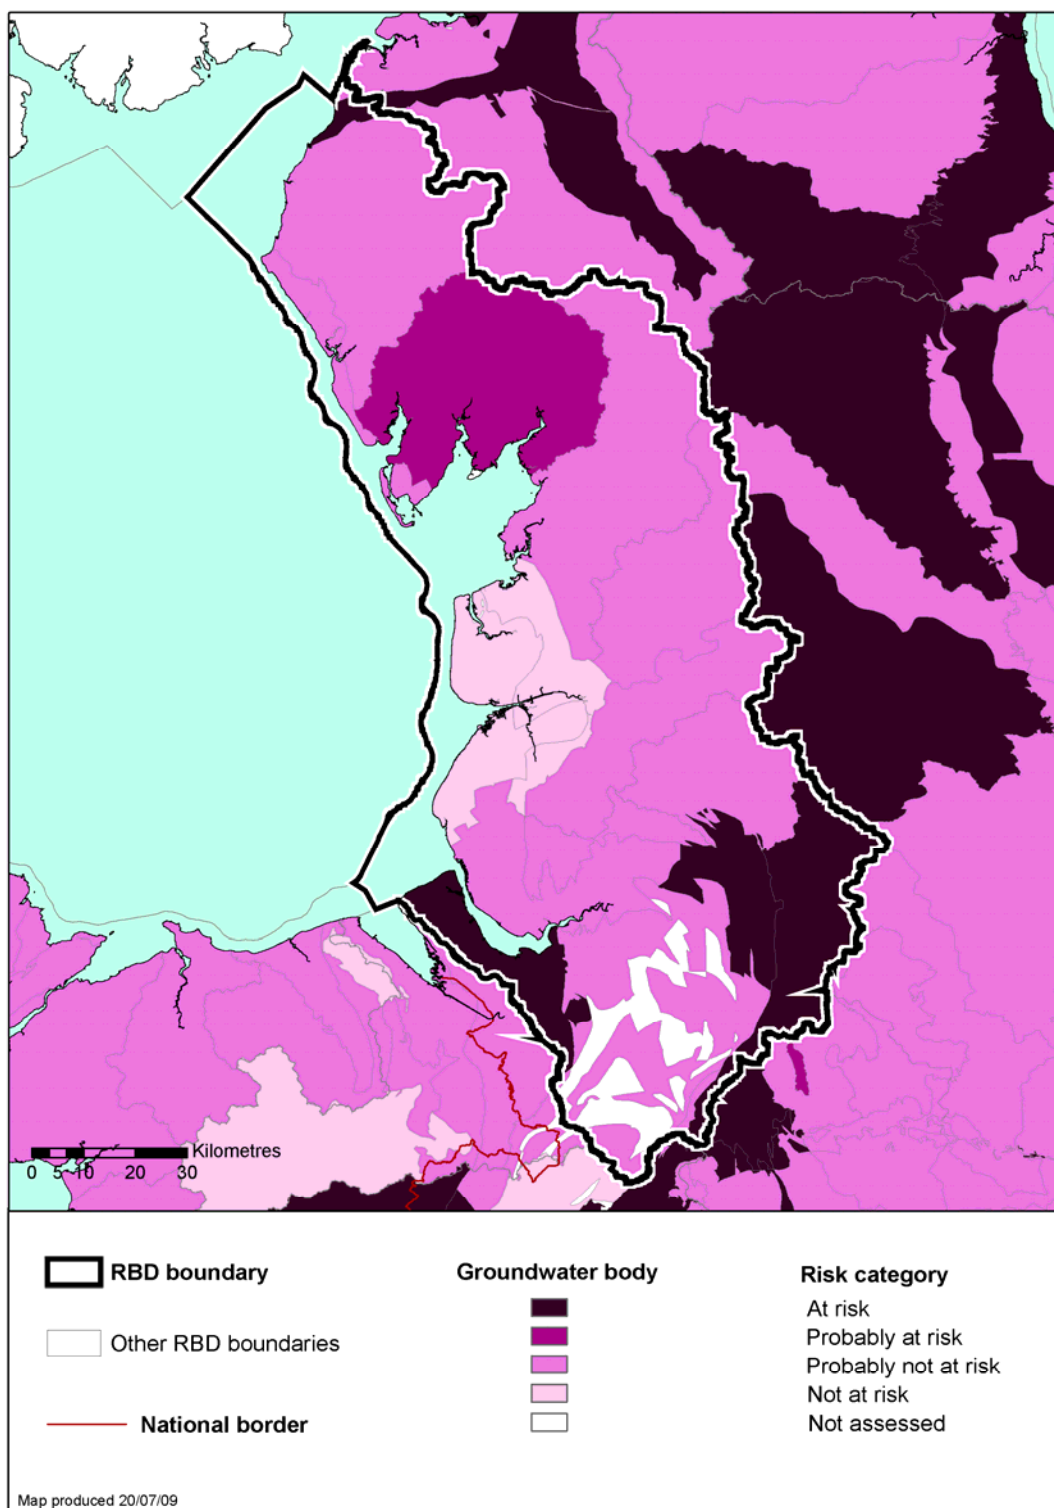 Kilometres
0 5 10 20 30
RBD boundary
Other RBD boundaries
National border
Groundwater body
Risk category
At risk
Probably at risk
Probably not at risk
Not at risk
Not assessed
Map produced 20/07/09